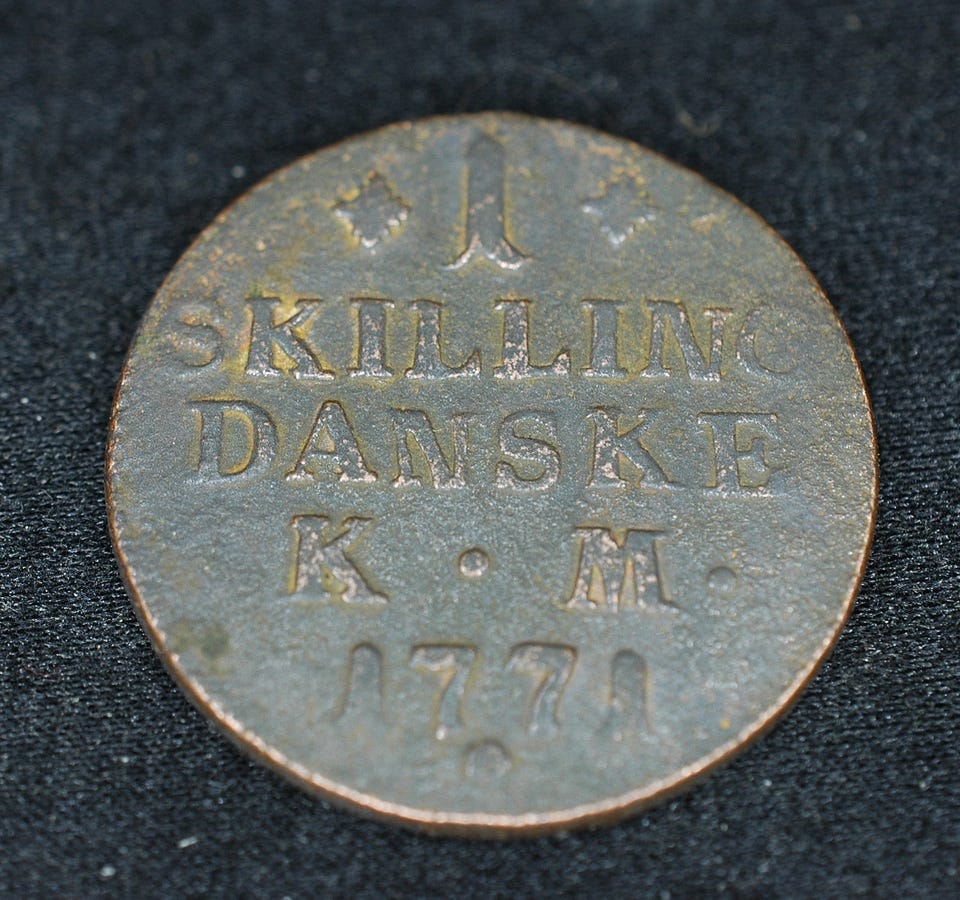 1
SKILLING
DANSKE
K · M ·
1771